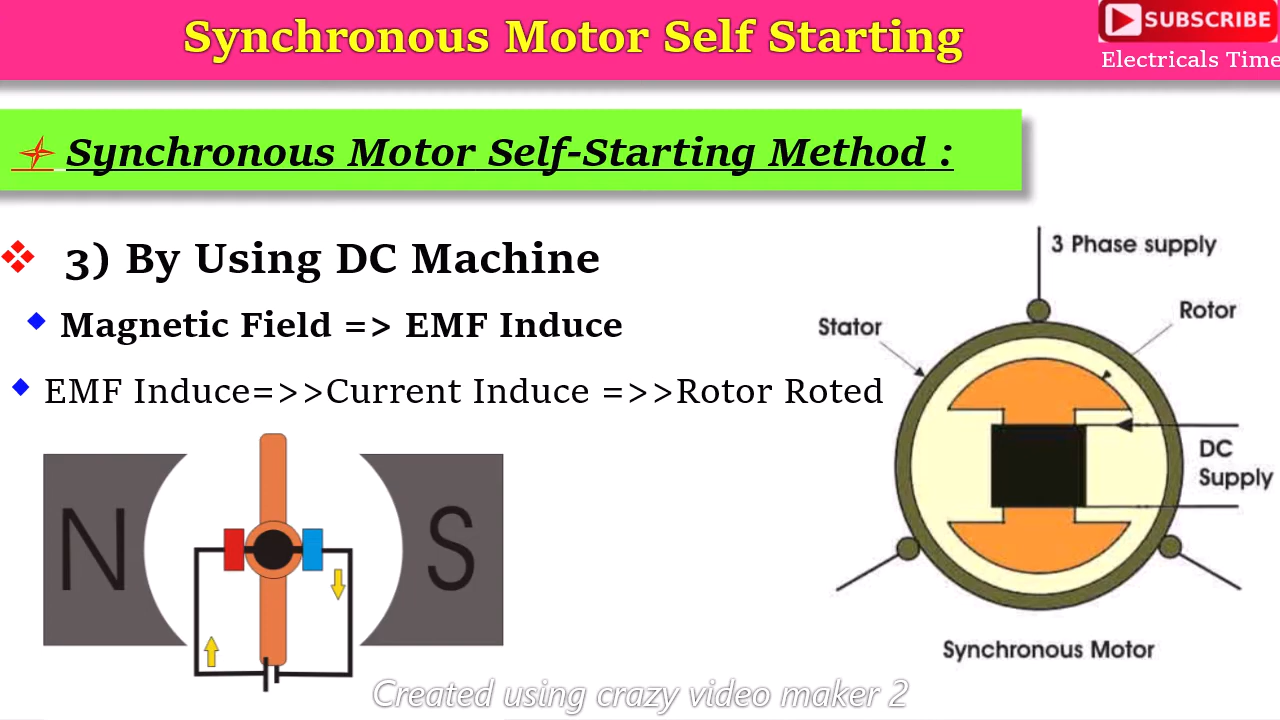 Synchronous Motor Self Starting
SUBSCRIBE
Electricals Time
Synchronous Motor Self-Starting Method :
3) By Using DC Machine
Magnetic Field => EMF Induce
EMF Induce=>>Current Induce =>>Rotor Roted
3 Phase supply
Rotor
Stator
DC
Supply
N
S
Synchronous Motor
Created using crazy video maker 2